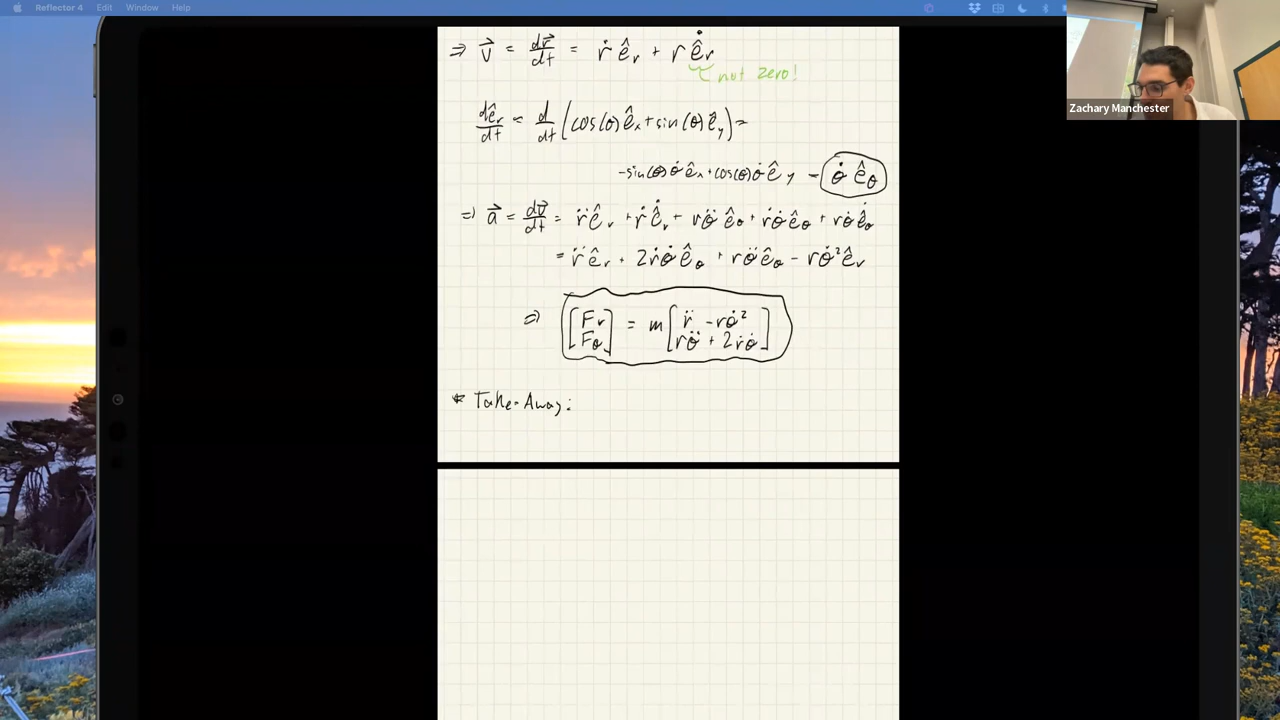 Reflector 4 Edit Window Help
Zachary Manchester
⇒ v⃗ = dr⃗/dt = ṙ ê_r + r ê̇_r
not zero!
dê_r/dt = d/dt (cos(θ)ê_x + sin(θ)ê_y) =
-sin(θ)θ̇ ê_x + cos(θ)θ̇ ê_y = θ̇ ê_θ
⇒ a⃗ = dv⃗/dt = r̈ ê_r + ṙ ê̇_r + rθ̈ ê_θ + ṙθ̇ ê_θ + rθ̇ ê̇_θ
= r̈ ê_r + 2ṙθ̇ ê_θ + rθ̈ ê_θ - rθ̇² ê_r
⇒ [F_r F_θ] = m [r̈ - rθ̇² rθ̈ + 2ṙθ̇]
* Take-Away: